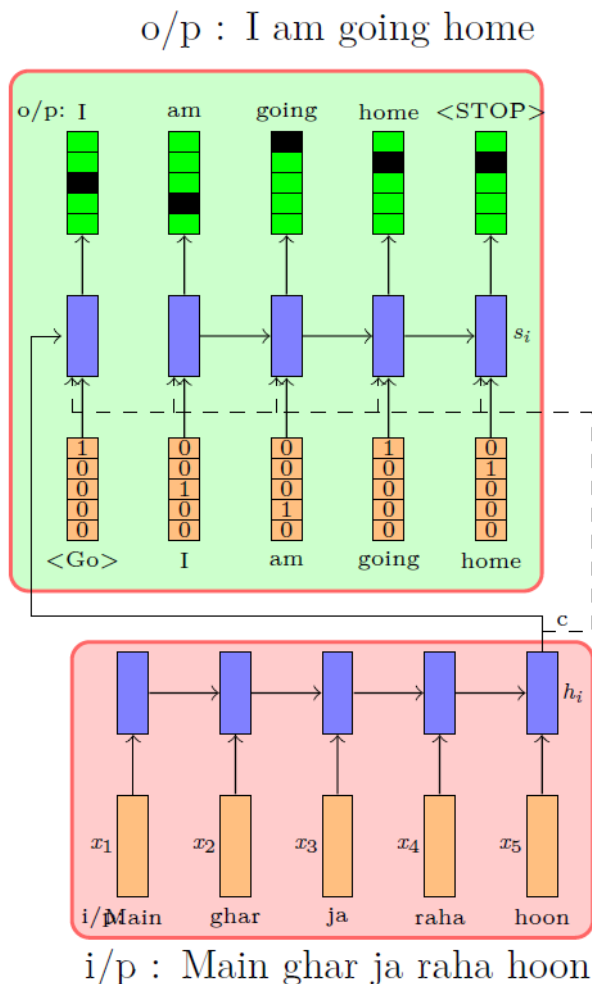 o/p : I am going home
o/p: I am going home <STOP>
s_i
1 0 0 1 0
0 0 0 0 1
0 1 0 0 0
0 0 1 0 0
0 0 0 0 0
<Go> I am going home
c
h_i
x_1 x_2 x_3 x_4 x_5
i/p: Main ghar ja raha hoon
i/p : Main ghar ja raha hoon